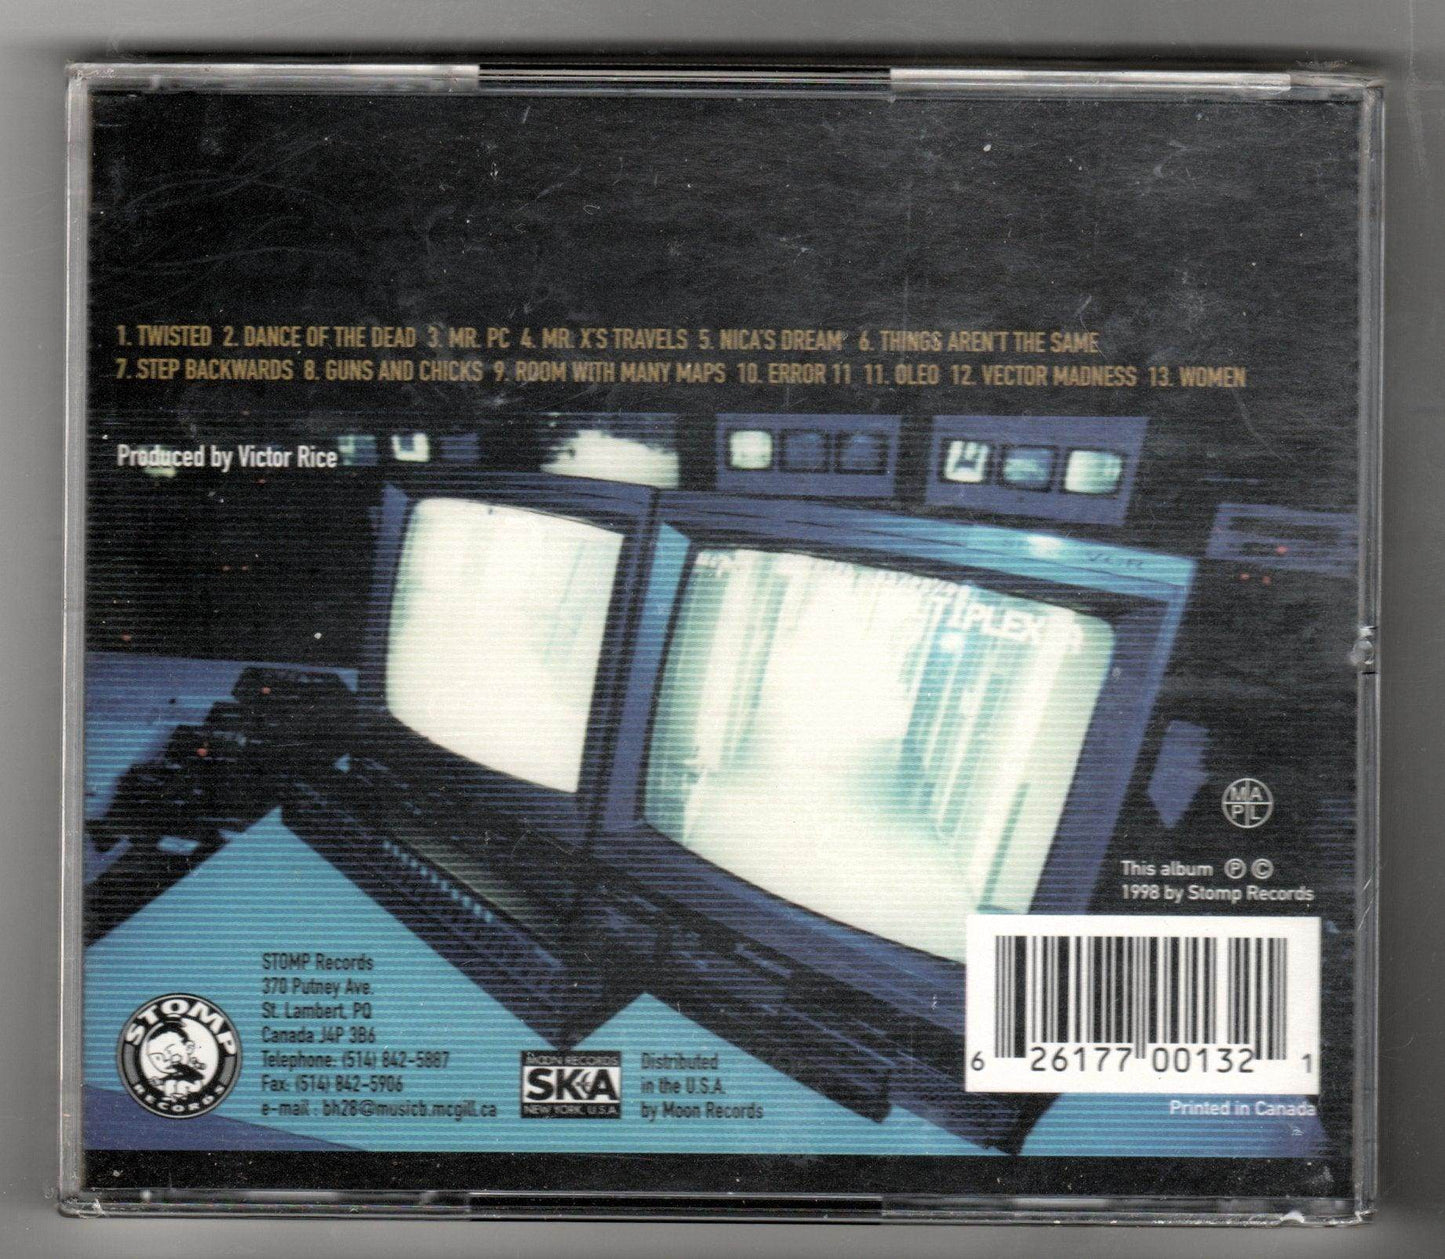 1. TWISTED 2. DANCE OF THE DEAD 3. MR. PC 4. MR. X'S TRAVELS 5. NICA'S DREAM 6. THINGS AREN'T THE SAME
7. STEP BACKWARDS 8. GUNS AND CHICKS 9. ROOM WITH MANY MAPS 10. ERROR 11 11. OLEO 12. VECTOR MADNESS 13. WOMEN
Produced by Victor Rice
TIPLEX
MA
PL
This album Ⓟ ©
1998 by Stomp Records
STOMP Records
370 Putney Ave.
St. Lambert, PQ
Canada J4P 3B6
Telephone: (514) 842-5887
Fax: (514) 842-5906
e-mail : bh28@musicb.mcgill.ca
STOMP
RECORDS
MOON RECORDS
SKA
NEW YORK, U.S.A.
Distributed
in the U.S.A.
by Moon Records
6 26177 00132 1
Printed in Canada